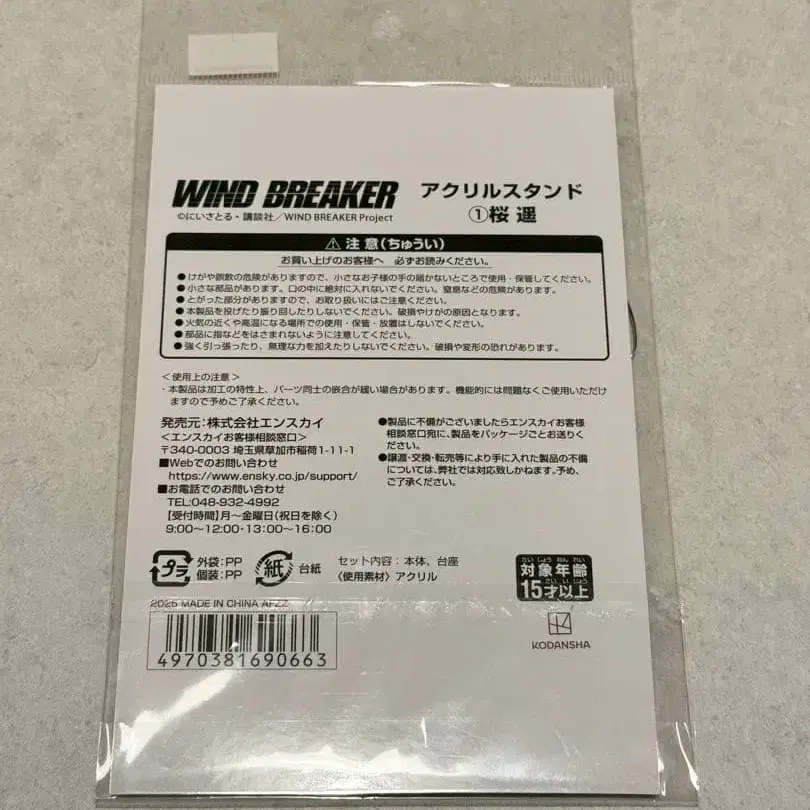 WIND BREAKER
アクリルスタンド
①桜 遥
©にいさとる・講談社／WIND BREAKER Project
⚠ 注意(ちゅうい)
お買い上げのお客様へ 必ずお読みください。
●けがや誤飲の危険がありますので、小さなお子様の手の届かないところで使用・保管してください。
●小さな部品があります。口の中に絶対に入れないでください。窒息などの危険があります。
●とがった部分がありますので、お取り扱いにはご注意ください。
●本製品を投げたり振り回したりしないでください。破損やけがの原因となります。
●火気の近くや高温になる場所での使用・保管・放置はしないでください。
●部品に指などをはさまれないように注意してください。
●強く引っ張ったり、無理な力を加えたりしないでください。破損や変形の恐れがあります。
＜使用上の注意＞
・本製品は加工の特性上、パーツ同士の嵌合が緩い場合があります。機能的には問題なくご使用いただけ
ますので予めご了承ください。
発売元：株式会社エンスカイ
＜エンスカイお客様相談窓口＞
〒340-0003 埼玉県草加市稲荷1-11-1
■Webでのお問い合わせ
https://www.ensky.co.jp/support/
■お電話でのお問い合わせ
TEL:048-932-4992
【受付時間】月～金曜日(祝日を除く)
9:00～12:00・13:00～16:00
●製品に不備がございましたらエンスカイお客様
相談窓口宛に、製品をパッケージごとお送りく
ださい。
●譲渡・交換・転売等により手に入れた製品の不備
については、弊社では対応致しかねます。予め、
ご了承ください。
プラ
外袋：PP
個装：PP
紙
台紙
セット内容：本体、台座
〈使用素材〉アクリル
たいしょうねんれい
対象年齢
さいいじょう
15才以上
2025 MADE IN CHINA AFZZ
4970381690663
KODANSHA